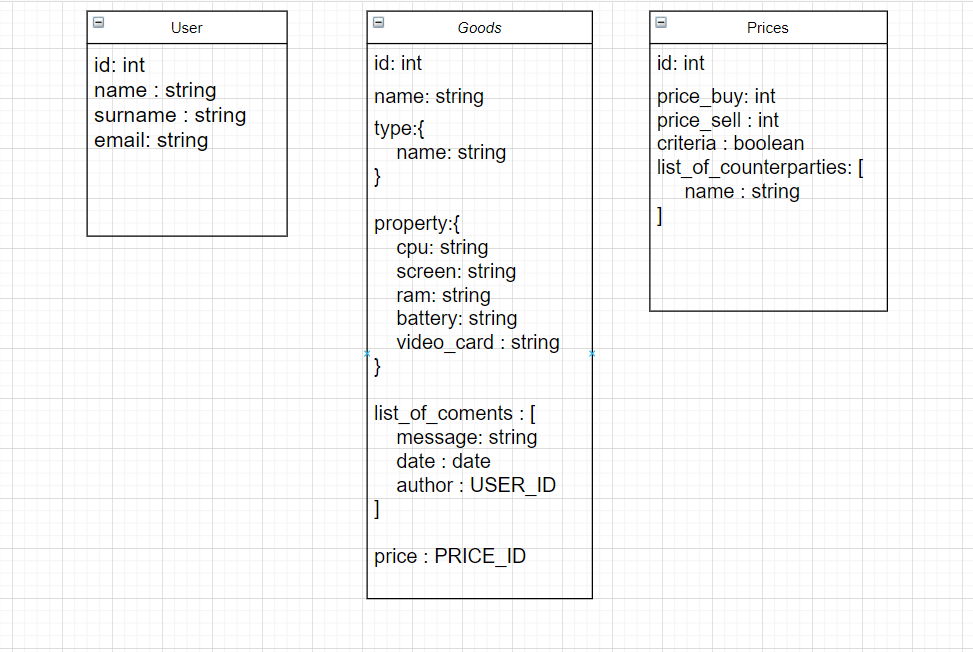 User
id: int
name : string
surname : string
email: string
Goods
id: int
name: string
type:{
name: string
}
property:{
cpu: string
screen: string
ram: string
battery: string
video_card : string
}
list_of_coments : [
message: string
date : date
author : USER_ID
]
price : PRICE_ID
Prices
id: int
price_buy: int
price_sell : int
criteria : boolean
list_of_counterparties: [
name : string
]